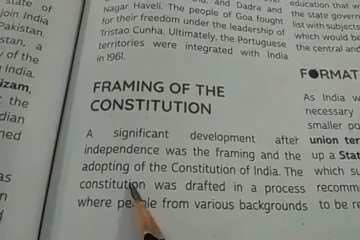 state of
join India
Pakistan,
stan, a
y of the
India.
izam,
the
dian
ned
as
Nagar Haveli. The people of Goa fought
for their freedom under the leadership of
Tristao Cunha. Ultimately, the Portuguese
territories were integrated with India
in 1961.
FRAMING OF THE
CONSTITUTION
A significant development after
independence was the framing and the
adopting of the Constitution of India. The
constitution was drafted in a process
where people from various backgrounds
education that w
the state govern
list with subjects
which would b
the central and
FORMAT
As India w
necessary
smaller po
union ter
up a Stat
which su
recomm
to be re